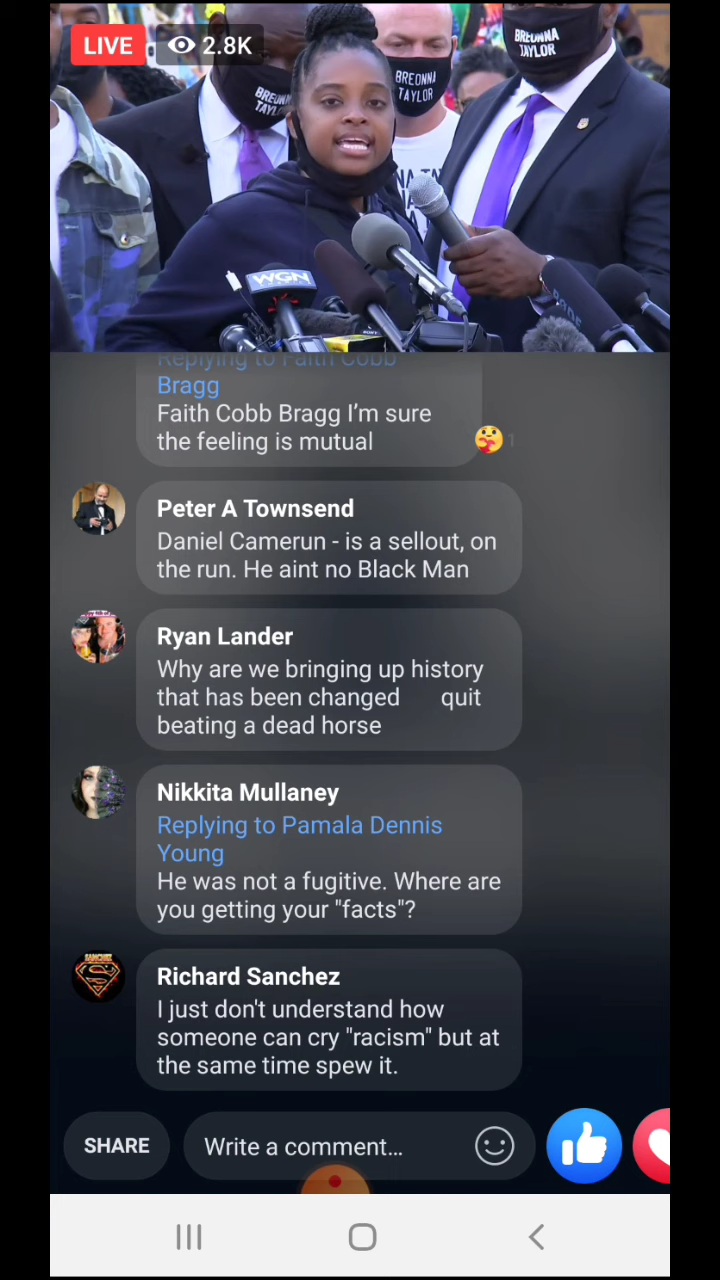 LIVE
2.8K
BREONNA
TAYLOR
BREONNA
TAYLOR
BREONNA
TAYLOR
WGN
Replying to Faith Cobb
Bragg
Faith Cobb Bragg I’m sure
the feeling is mutual
1
Peter A Townsend
Daniel Camerun - is a sellout, on
the run. He aint no Black Man
Ryan Lander
Why are we bringing up history
that has been changed quit
beating a dead horse
Nikkita Mullaney
Replying to Pamala Dennis
Young
He was not a fugitive. Where are
you getting your "facts"?
SANCHEZ
Richard Sanchez
I just don't understand how
someone can cry "racism" but at
the same time spew it.
SHARE
Write a comment...